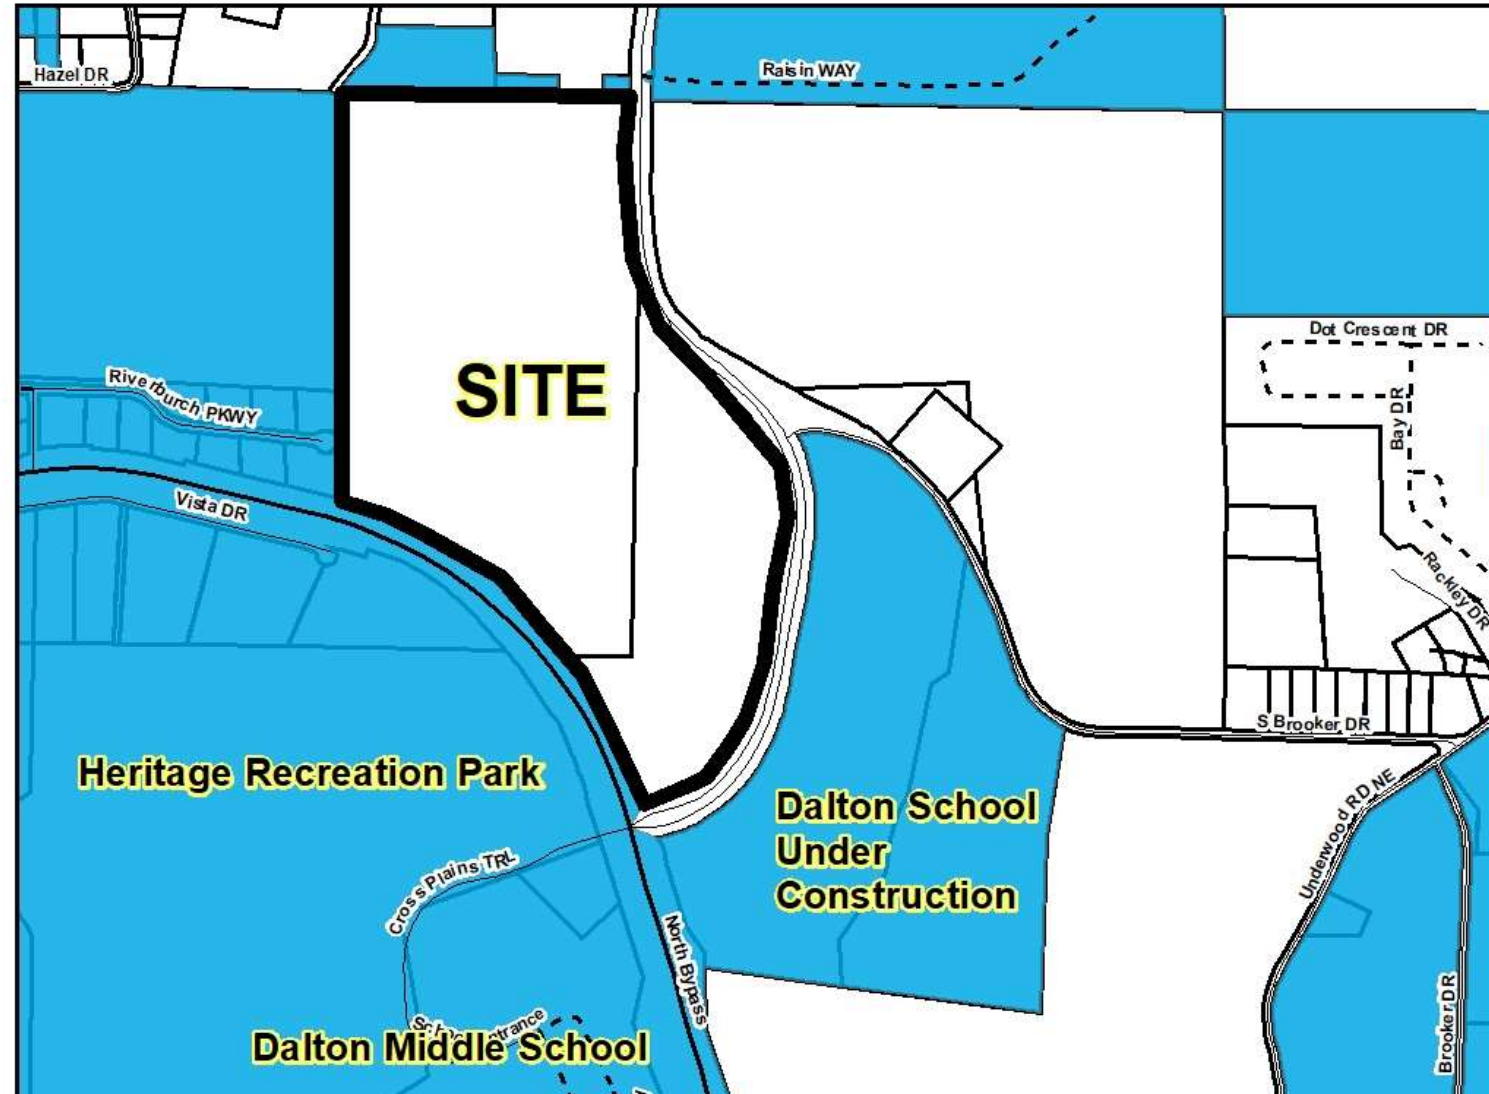 Hazel DR
Raisin WAY
Dot Crescent DR
Riverburch PKWY
SITE
Bay DR
Vista DR
Rackley DR
S Brooker DR
Heritage Recreation Park
Dalton School
Under
Construction
Underwood RD NE
Cross Plains TRL
North Bypass
Entrance
Dalton Middle School
Brooker DR